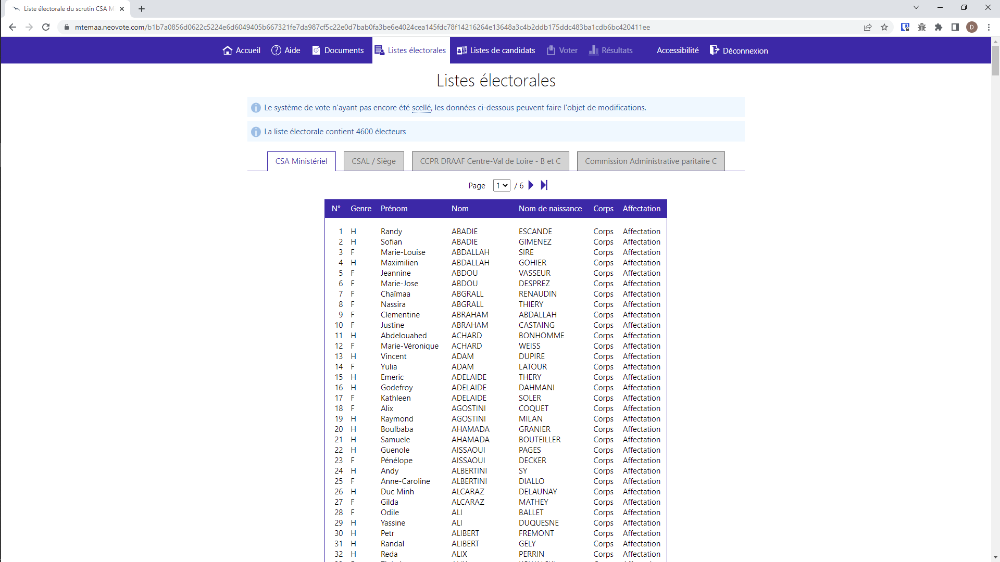 Liste électorale du scrutin CSA M
mtemaa.neovote.com/b1b7a0856d0622c5224e6d6049405b667321fe7da987cf5c22e0d7bab0fa3be6e4024cea145fdc78f14216264e13648a3c4b2ddb175ddc483ba1cdb6bc420411ee
D
Accueil Aide Documents Listes électorales Listes de candidats Voter Résultats Accessibilité Déconnexion
Listes électorales
Le système de vote n'ayant pas encore été scellé, les données ci-dessous peuvent faire l'objet de modifications.
La liste électorale contient 4600 électeurs
CSA Ministériel CSAL / Siège CCPR DRAAF Centre-Val de Loire - B et C Commission Administrative paritaire C
Page 1 / 6
N° Genre Prénom Nom Nom de naissance Corps Affectation
1 H Randy ABADIE ESCANDE Corps Affectation
2 H Sofian ABADIE GIMENEZ Corps Affectation
3 F Marie-Louise ABDALLAH SIRE Corps Affectation
4 H Maximilien ABDALLAH GOHIER Corps Affectation
5 F Jeannine ABDOU VASSEUR Corps Affectation
6 F Marie-Jose ABDOU DESPREZ Corps Affectation
7 F Chaïmaa ABGRALL RENAUDIN Corps Affectation
8 F Nassira ABGRALL THIERY Corps Affectation
9 F Clementine ABRAHAM ABDALLAH Corps Affectation
10 F Justine ABRAHAM CASTAING Corps Affectation
11 H Abdelouahed ACHARD BONHOMME Corps Affectation
12 F Marie-Véronique ACHARD WEISS Corps Affectation
13 H Vincent ADAM DUPIRE Corps Affectation
14 F Yulia ADAM LATOUR Corps Affectation
15 H Emeric ADELAIDE THERY Corps Affectation
16 H Godefroy ADELAIDE DAHMANI Corps Affectation
17 F Kathleen ADELAIDE SOLER Corps Affectation
18 F Alix AGOSTINI COQUET Corps Affectation
19 H Raymond AGOSTINI MILAN Corps Affectation
20 H Boulbaba AHAMADA GRANIER Corps Affectation
21 H Samuele AHAMADA BOUTEILLER Corps Affectation
22 H Guenole AISSAOUI PAGES Corps Affectation
23 F Pénélope AISSAOUI DECKER Corps Affectation
24 H Andy ALBERTINI SY Corps Affectation
25 F Anne-Caroline ALBERTINI DIALLO Corps Affectation
26 H Duc Minh ALCARAZ DELAUNAY Corps Affectation
27 F Gilda ALCARAZ MATHEY Corps Affectation
28 F Odile ALI BALLET Corps Affectation
29 H Yassine ALI DUQUESNE Corps Affectation
30 H Petr ALIBERT FREMONT Corps Affectation
31 H Randal ALIBERT GELY Corps Affectation
32 H Reda ALIX PERRIN Corps Affectation